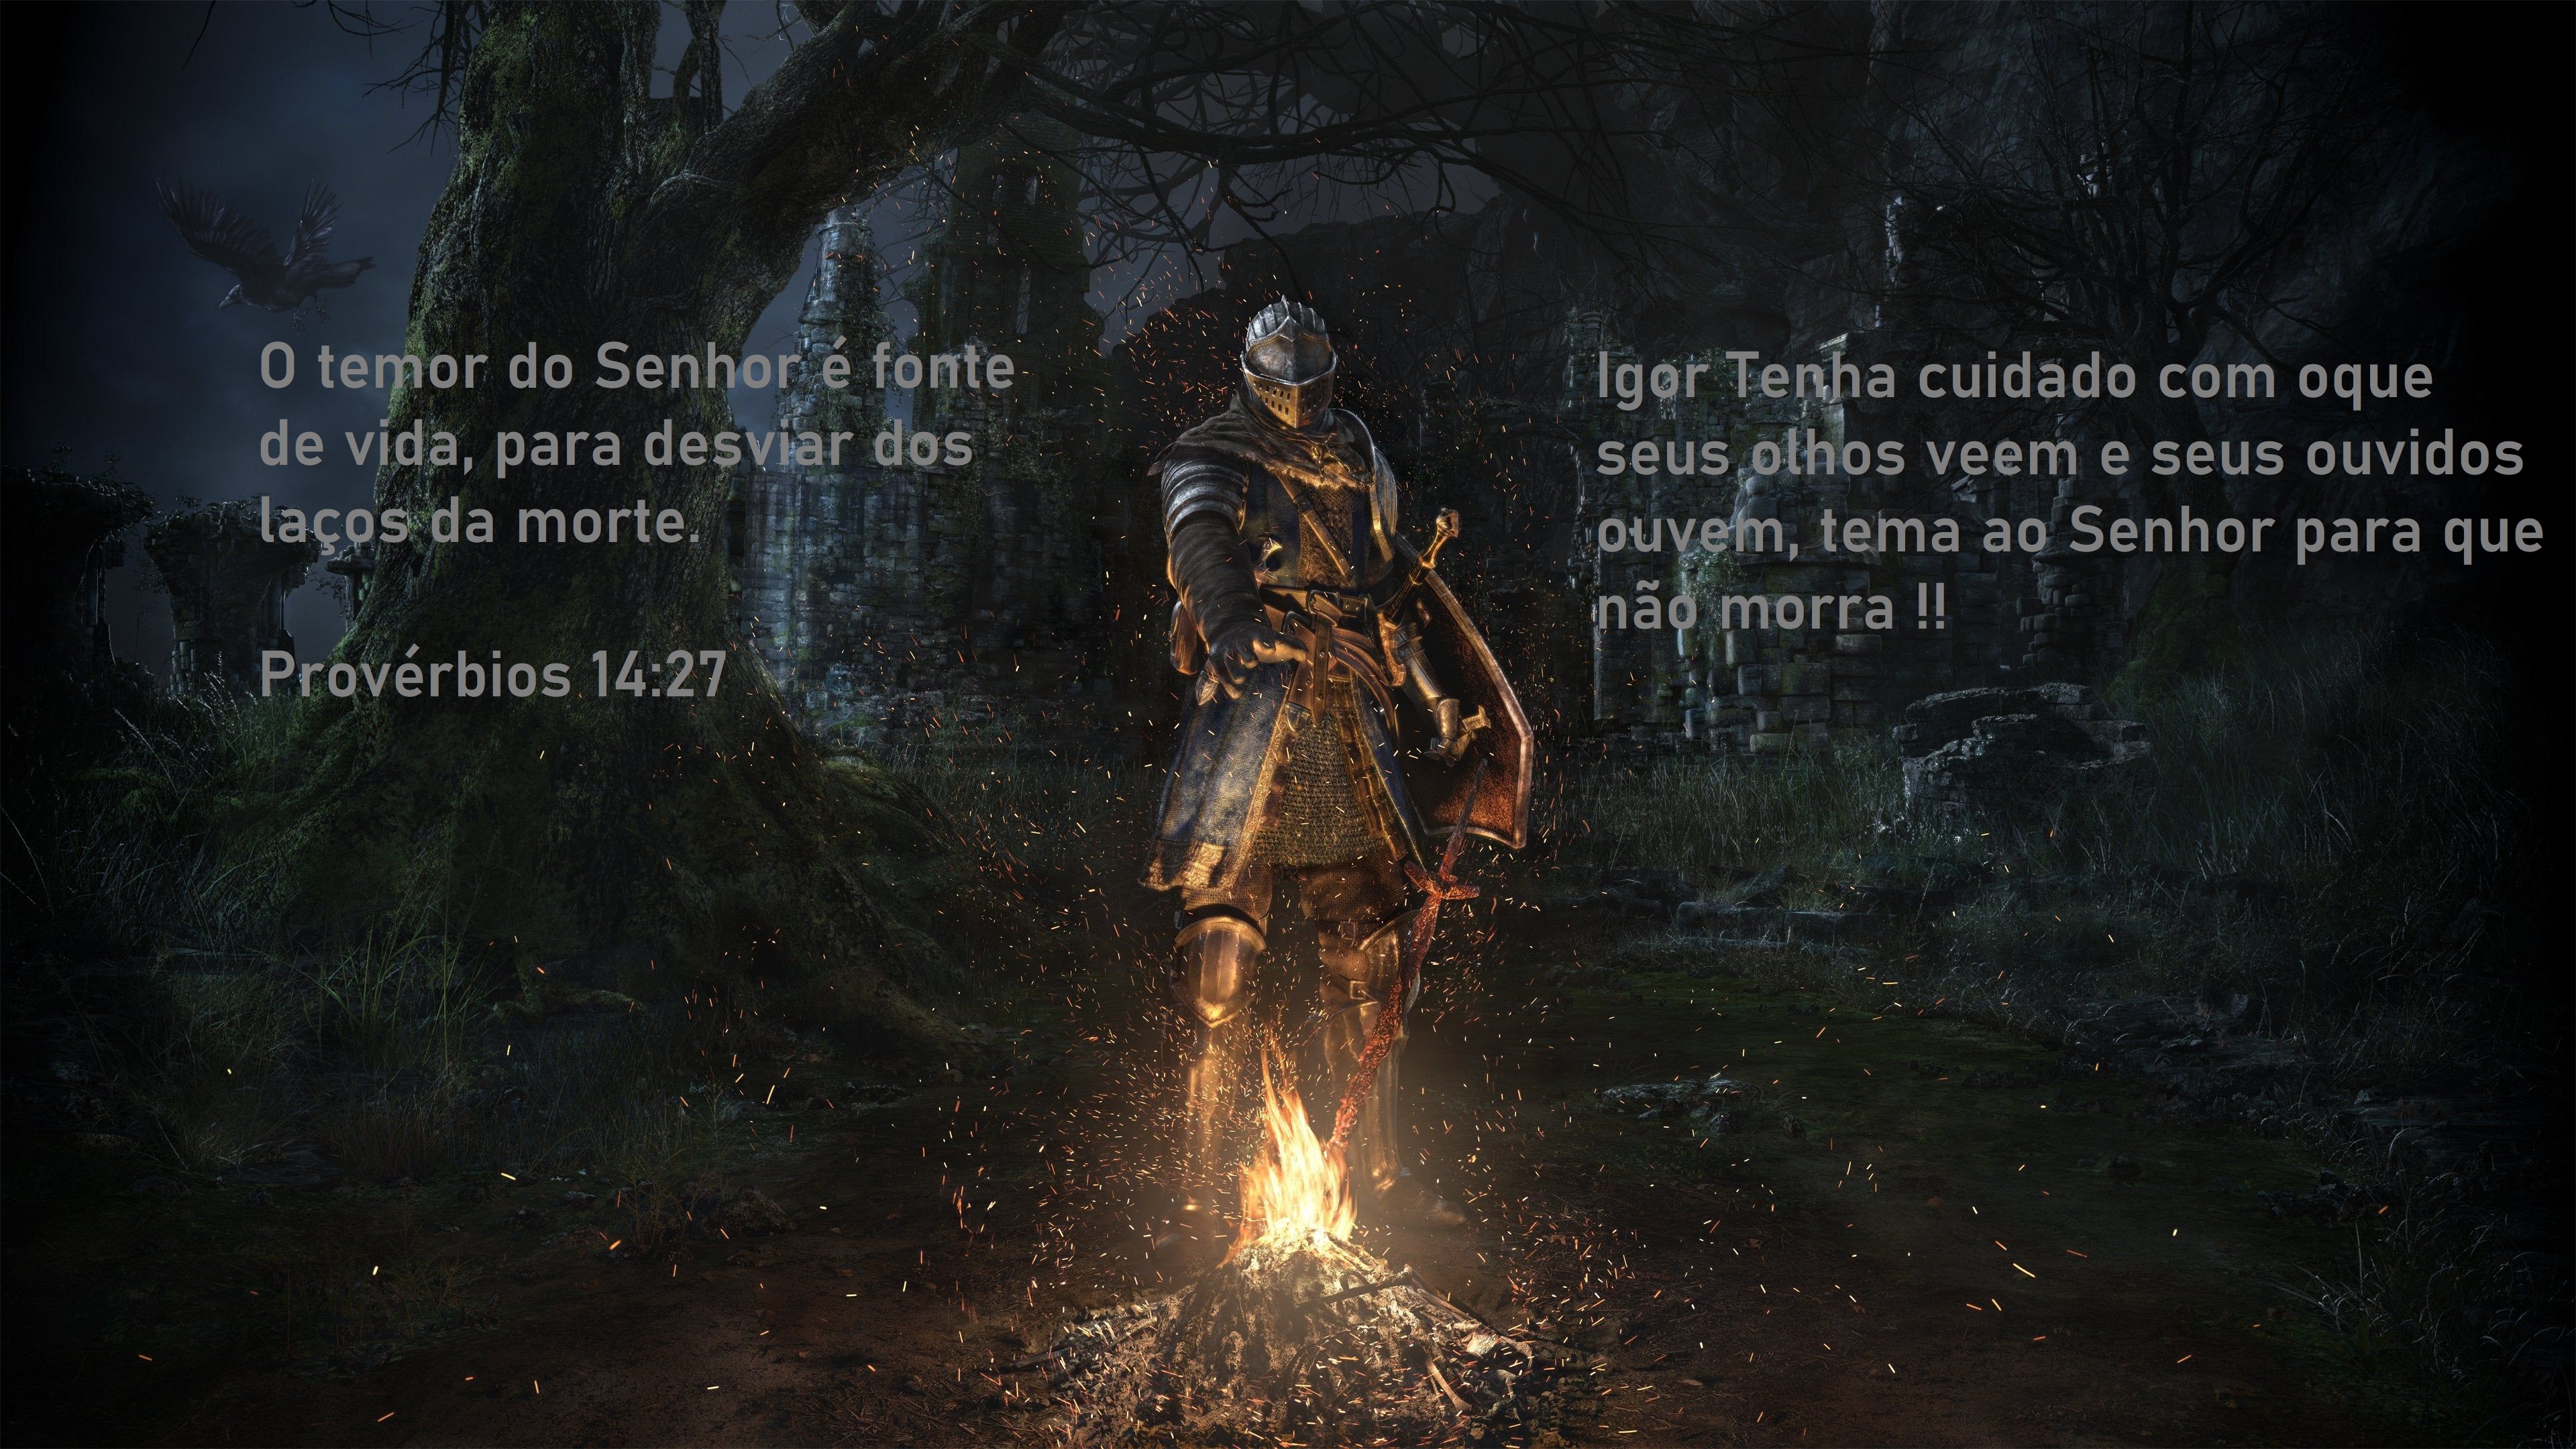 O temor do Senhor é fonte
de vida, para desviar dos
laços da morte.
Provérbios 14:27
Igor Tenha cuidado com oque
seus olhos veem e seus ouvidos
ouvem, tema ao Senhor para que
não morra !!